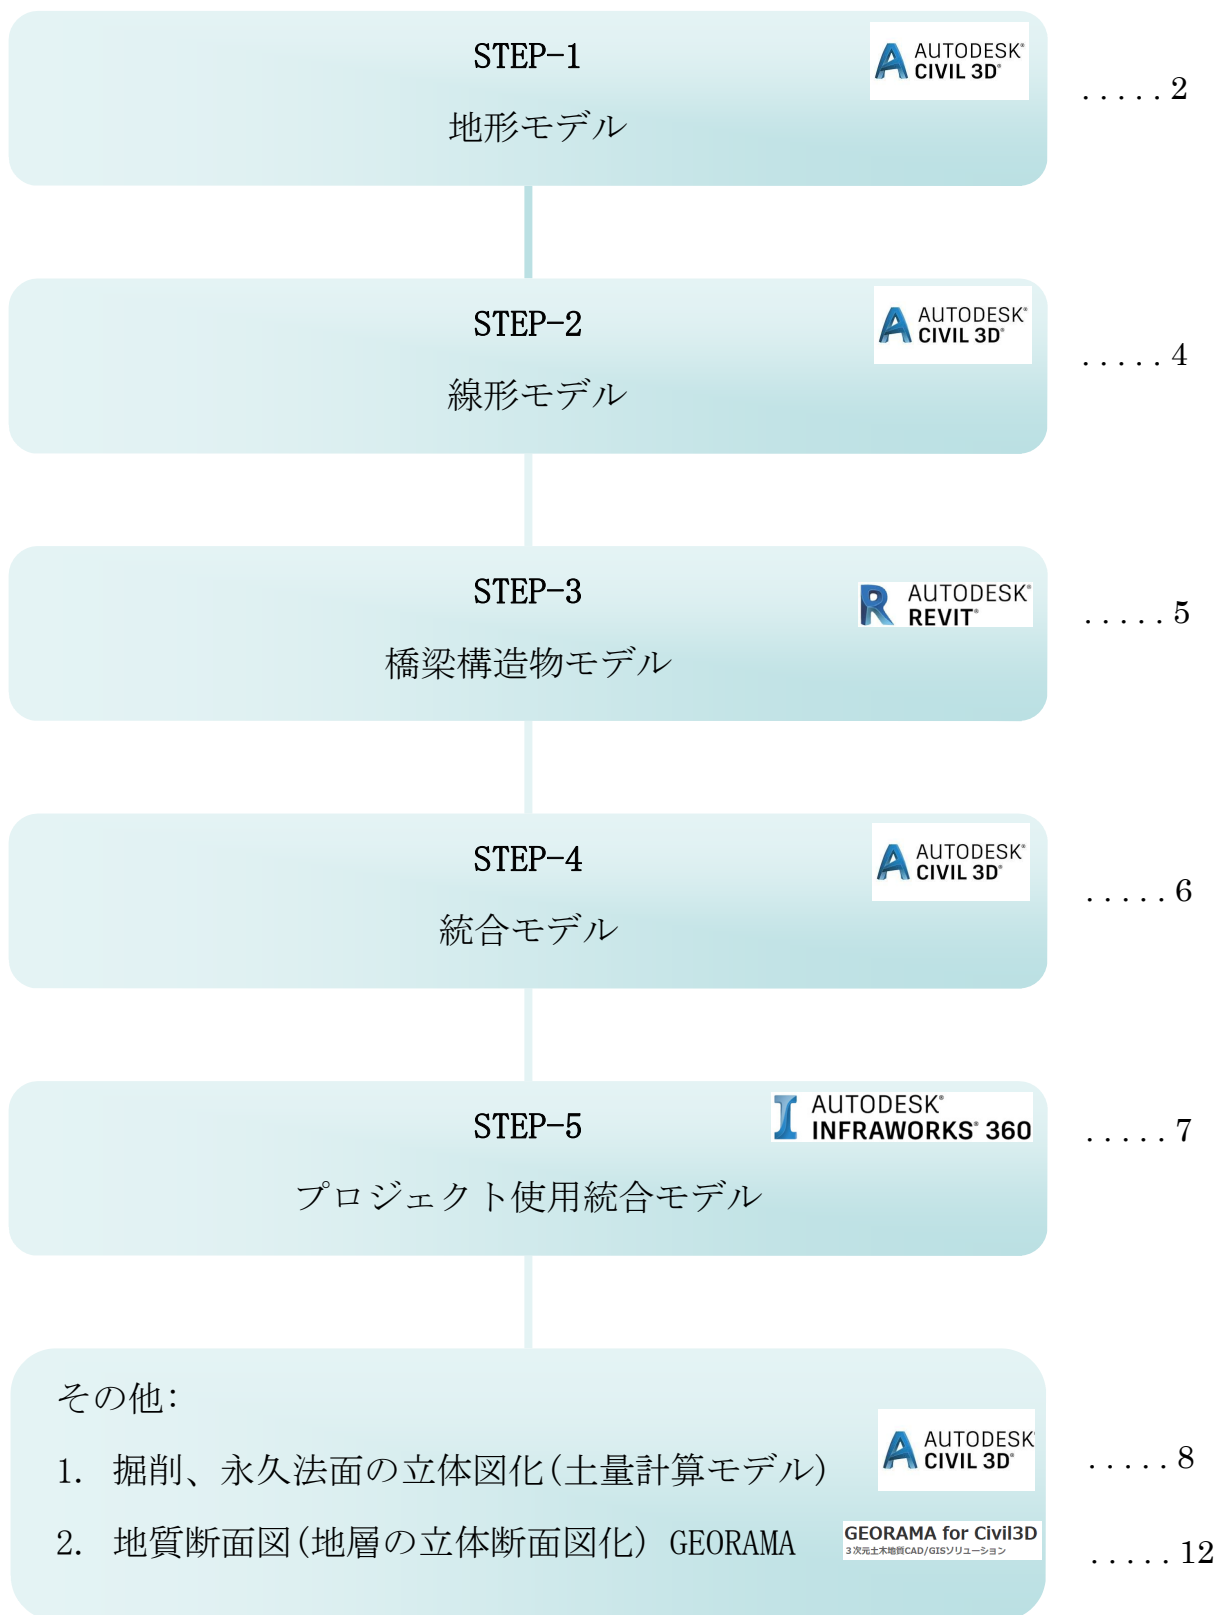 STEP-1
AUTODESK®
CIVIL 3D®
地形モデル
.....2
STEP-2
AUTODESK®
CIVIL 3D®
線形モデル
.....4
STEP-3
AUTODESK®
REVIT®
橋梁構造物モデル
.....5
STEP-4
AUTODESK®
CIVIL 3D®
統合モデル
.....6
STEP-5
AUTODESK®
INFRAWORKS® 360
プロジェクト使用統合モデル
.....7
その他:
1. 掘削、永久法面の立体図化(土量計算モデル)
AUTODESK
CIVIL 3D®
.....8
2. 地質断面図(地層の立体断面図化) GEORAMA
GEORAMA for Civil3D
3次元土木地質CAD/GISソリューション
.....12